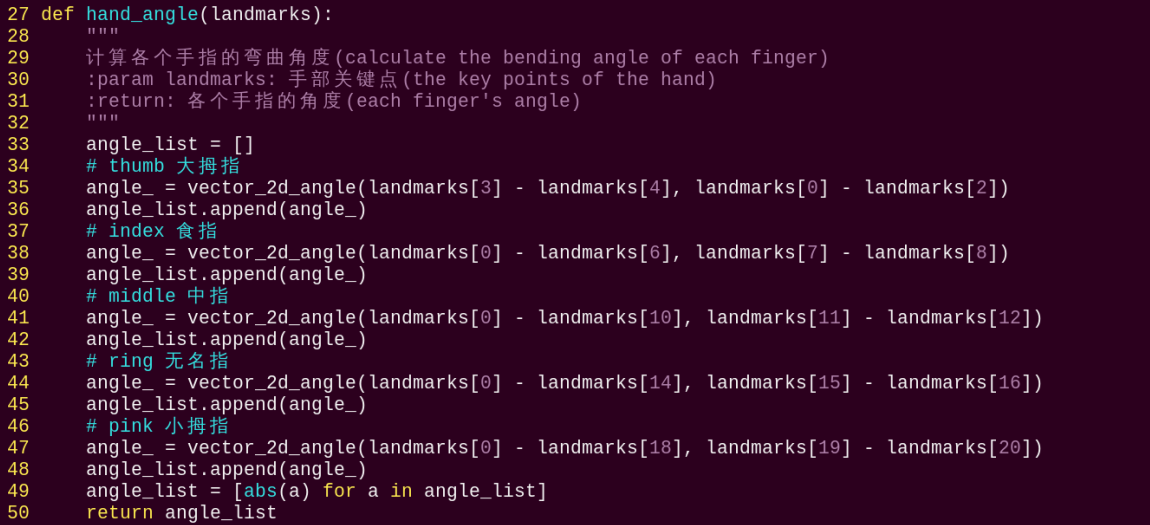 27 def hand_angle(landmarks):
28     """
29     计算各个手指的弯曲角度(calculate the bending angle of each finger)
30     :param landmarks: 手部关键点(the key points of the hand)
31     :return: 各个手指的角度(each finger's angle)
32     """
33     angle_list = []
34     # thumb 大拇指
35     angle_ = vector_2d_angle(landmarks[3] - landmarks[4], landmarks[0] - landmarks[2])
36     angle_list.append(angle_)
37     # index 食指
38     angle_ = vector_2d_angle(landmarks[0] - landmarks[6], landmarks[7] - landmarks[8])
39     angle_list.append(angle_)
40     # middle 中指
41     angle_ = vector_2d_angle(landmarks[0] - landmarks[10], landmarks[11] - landmarks[12])
42     angle_list.append(angle_)
43     # ring 无名指
44     angle_ = vector_2d_angle(landmarks[0] - landmarks[14], landmarks[15] - landmarks[16])
45     angle_list.append(angle_)
46     # pink 小拇指
47     angle_ = vector_2d_angle(landmarks[0] - landmarks[18], landmarks[19] - landmarks[20])
48     angle_list.append(angle_)
49     angle_list = [abs(a) for a in angle_list]
50     return angle_list